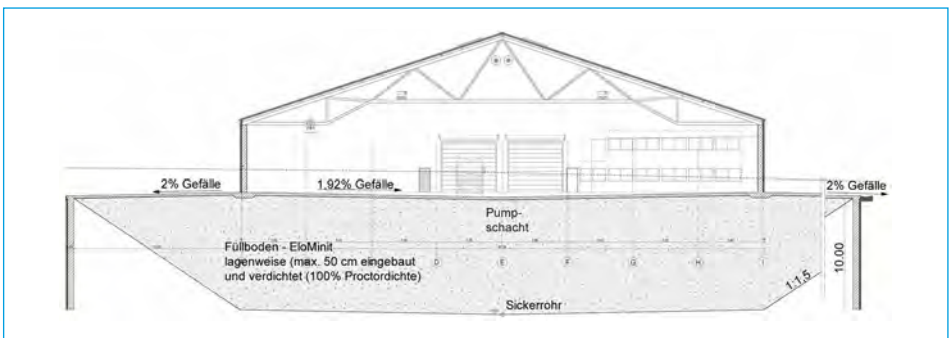 2% Gefälle
1.92% Gefälle
2% Gefälle
Pump-
schacht
Füllboden - EloMinit
lagenweise (max. 50 cm eingebaut
und verdichtet (100% Proctordichte)
D
E
F
G
H
I
10.00
1:1,5
Sickerrohr